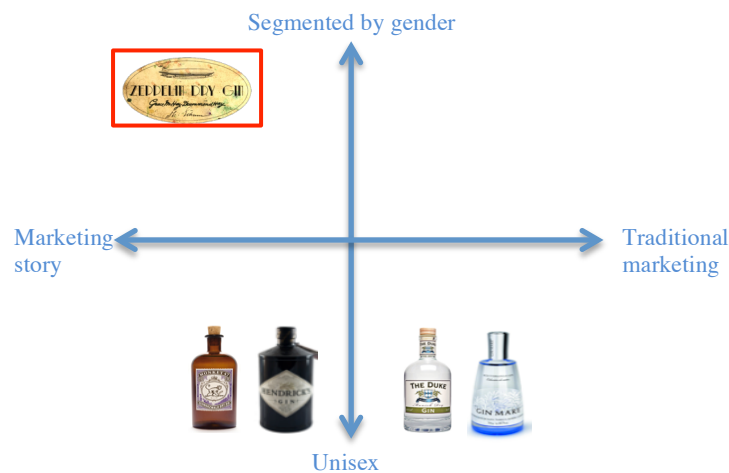 Segmented by gender
ZEPPELIN DRY GIN
Marketing
story
Traditional
marketing
HENDRICK'S
GIN
THE DUKE
GIN
GIN MARE
Unisex